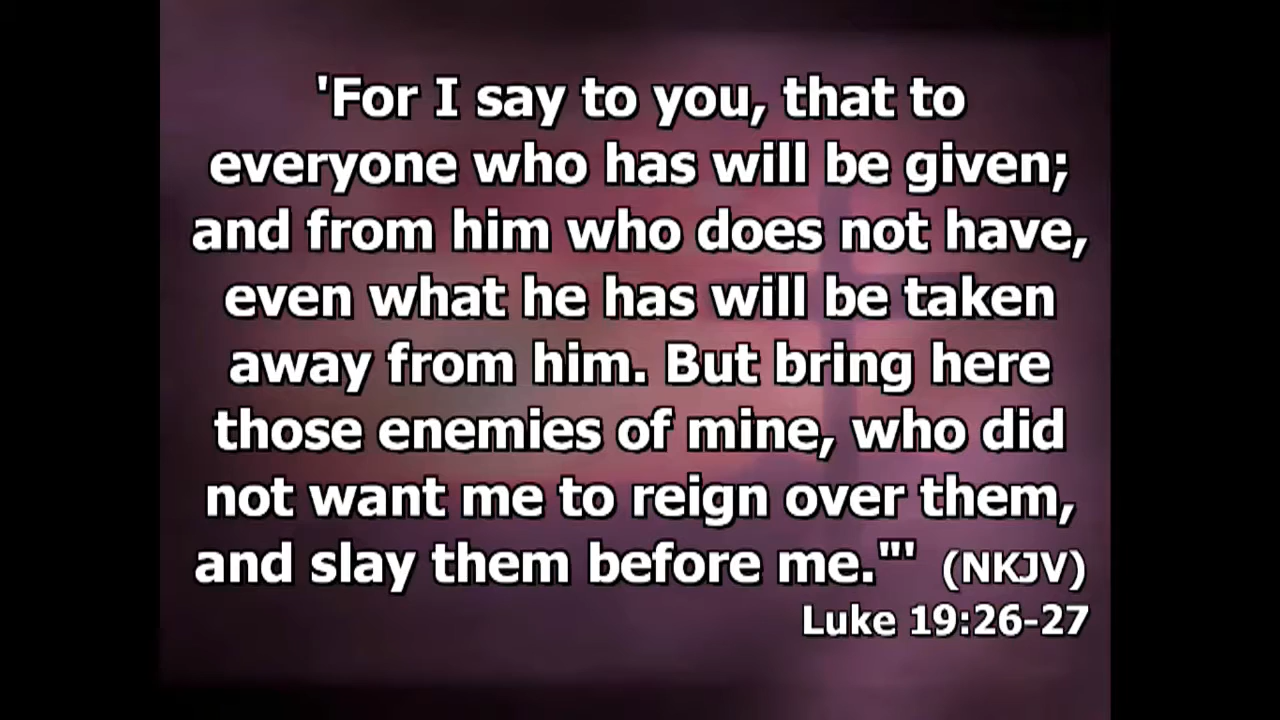 'For I say to you, that to
everyone who has will be given;
and from him who does not have,
even what he has will be taken
away from him. But bring here
those enemies of mine, who did
not want me to reign over them,
and slay them before me."' (NKJV)
Luke 19:26-27